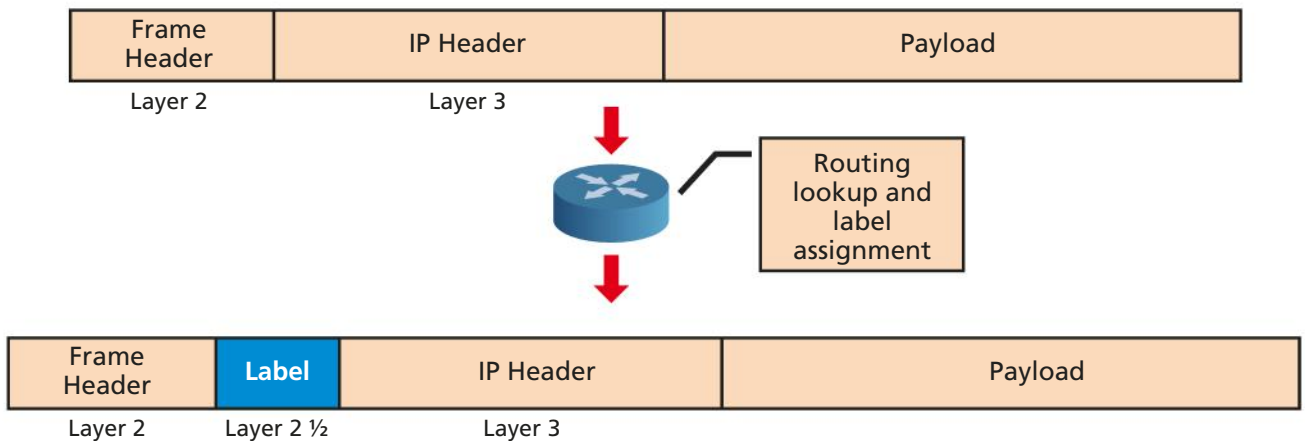 Frame
Header
IP Header
Payload
Layer 2
Layer 3
Routing
lookup and
label
assignment
Frame
Header
Label
IP Header
Payload
Layer 2
Layer 2 ½
Layer 3